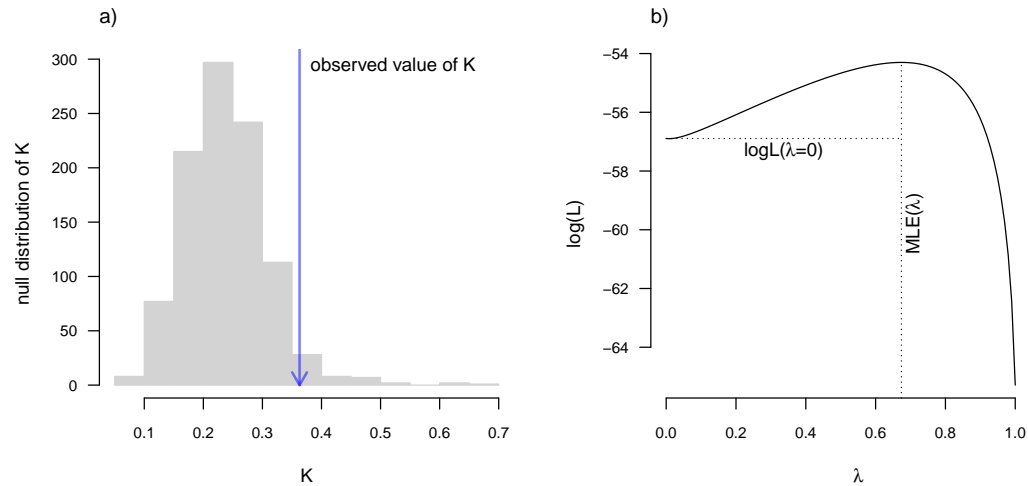 a)
observed value of K
null distribution of K
300
250
200
150
100
50
0
0.1 0.2 0.3 0.4 0.5 0.6 0.7
K
b)
log(L)
−54
−56
−58
−60
−62
−64
logL(λ=0)
MLE(λ)
0.0 0.2 0.4 0.6 0.8 1.0
λ